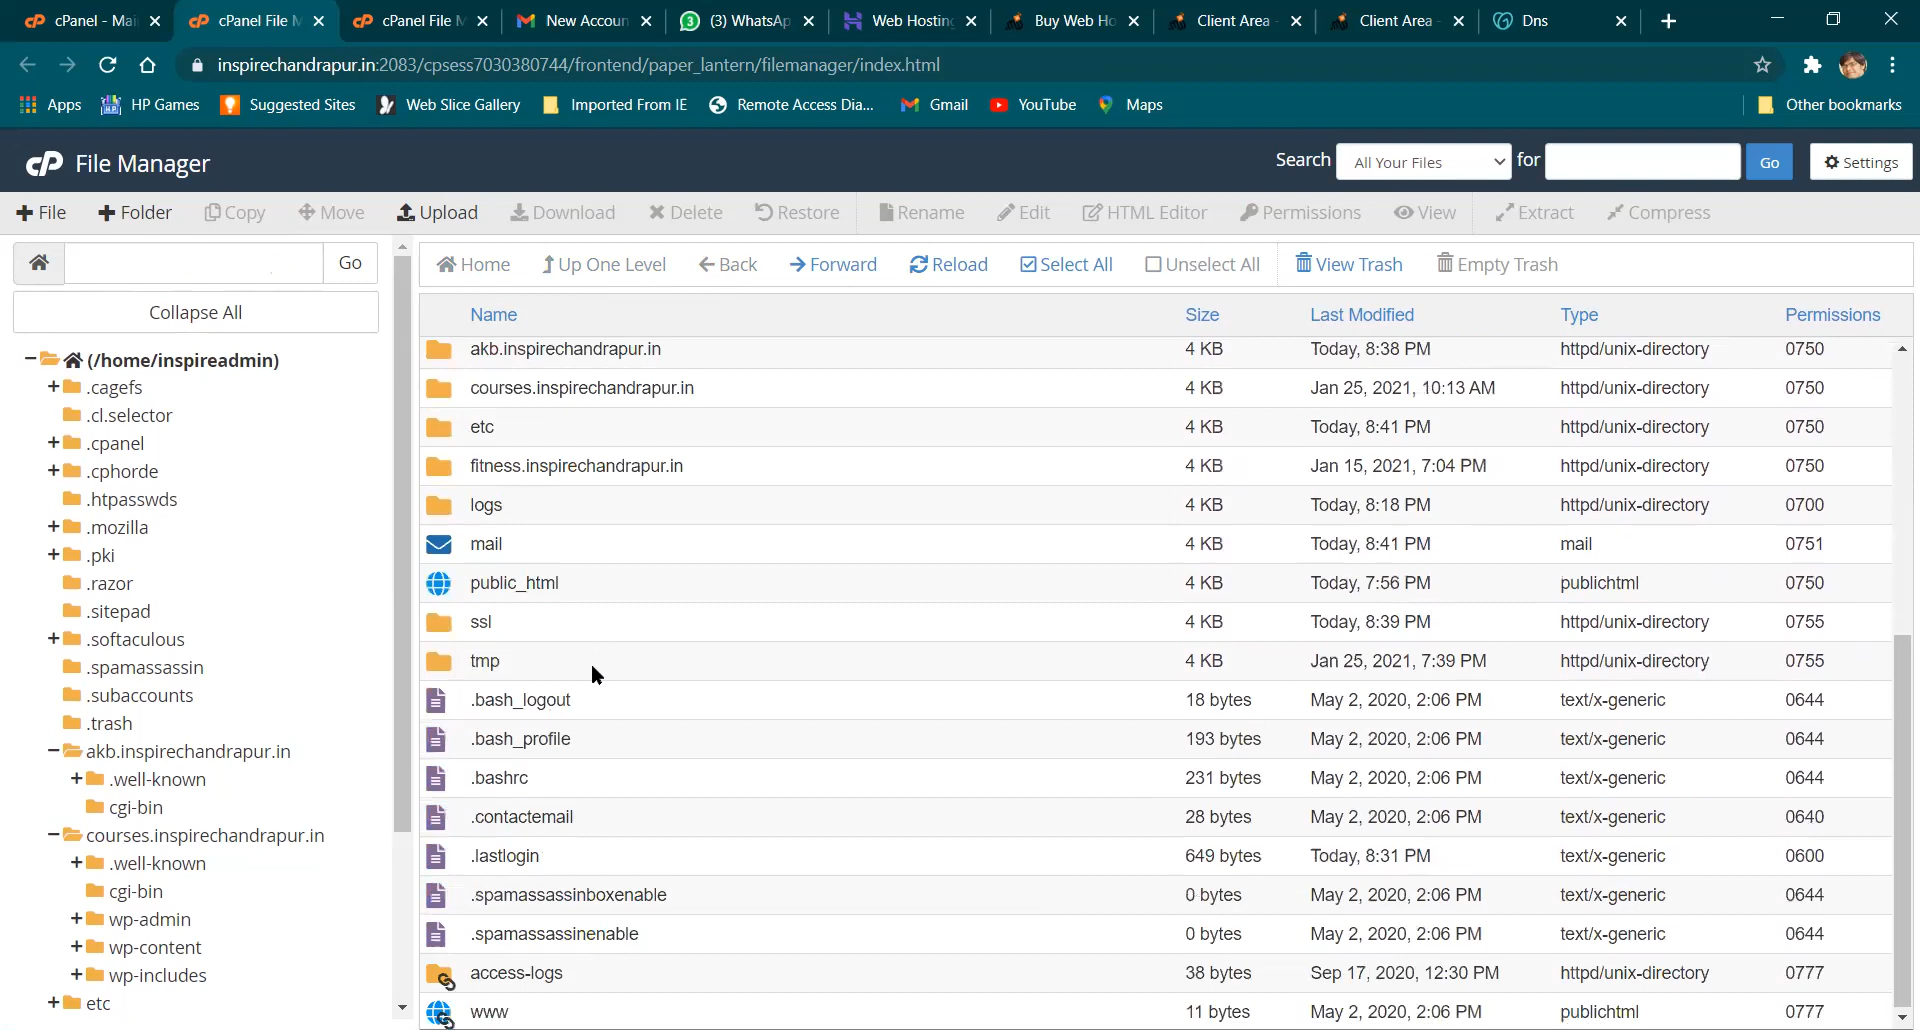 cPanel - Mai
cPanel File M
cPanel File M
New Accoun
(3) WhatsAp
Web Hosting
Buy Web Ho
Client Area -
Client Area -
Dns
inspirechandrapur.in:2083/cpsess7030380744/frontend/paper_lantern/filemanager/index.html
Apps HP Games Suggested Sites Web Slice Gallery Imported From IE Remote Access Dia... Gmail YouTube Maps Other bookmarks
cP File Manager
Search All Your Files for Go Settings
File Folder Copy Move Upload Download Delete Restore Rename Edit HTML Editor Permissions View Extract Compress
Go
Collapse All
(/home/inspireadmin)
.cagefs
.cl.selector
.cpanel
.cphorde
.htpasswds
.mozilla
.pki
.razor
.sitepad
.softaculous
.spamassassin
.subaccounts
.trash
akb.inspirechandrapur.in
.well-known
cgi-bin
courses.inspirechandrapur.in
.well-known
cgi-bin
wp-admin
wp-content
wp-includes
etc
Home Up One Level Back Forward Reload Select All Unselect All View Trash Empty Trash
Name Size Last Modified Type Permissions
akb.inspirechandrapur.in 4 KB Today, 8:38 PM httpd/unix-directory 0750
courses.inspirechandrapur.in 4 KB Jan 25, 2021, 10:13 AM httpd/unix-directory 0750
etc 4 KB Today, 8:41 PM httpd/unix-directory 0750
fitness.inspirechandrapur.in 4 KB Jan 15, 2021, 7:04 PM httpd/unix-directory 0750
logs 4 KB Today, 8:18 PM httpd/unix-directory 0700
mail 4 KB Today, 8:41 PM mail 0751
public_html 4 KB Today, 7:56 PM publichtml 0750
ssl 4 KB Today, 8:39 PM httpd/unix-directory 0755
tmp 4 KB Jan 25, 2021, 7:39 PM httpd/unix-directory 0755
.bash_logout 18 bytes May 2, 2020, 2:06 PM text/x-generic 0644
.bash_profile 193 bytes May 2, 2020, 2:06 PM text/x-generic 0644
.bashrc 231 bytes May 2, 2020, 2:06 PM text/x-generic 0644
.contactemail 28 bytes May 2, 2020, 2:06 PM text/x-generic 0640
.lastlogin 649 bytes Today, 8:31 PM text/x-generic 0600
.spamassassinboxenable 0 bytes May 2, 2020, 2:06 PM text/x-generic 0644
.spamassassinenable 0 bytes May 2, 2020, 2:06 PM text/x-generic 0644
access-logs 38 bytes Sep 17, 2020, 12:30 PM httpd/unix-directory 0777
www 11 bytes May 2, 2020, 2:06 PM publichtml 0777